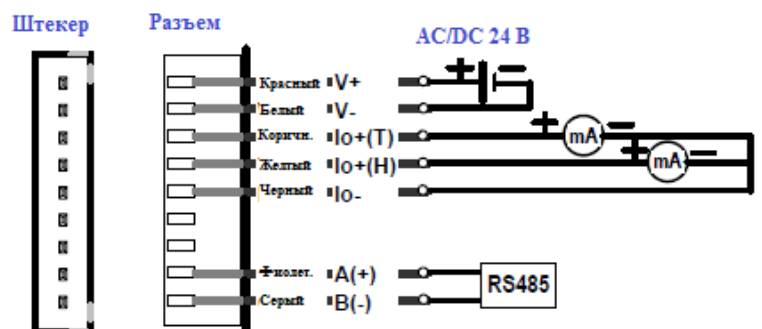 Штекер Разъем AC/DC 24 В
Красный V+
Белый V-
Коричн. Io+(T) mA
Желтый Io+(H) mA
Черный Io-
Фиолет. A(+)
RS485
Серый B(-)